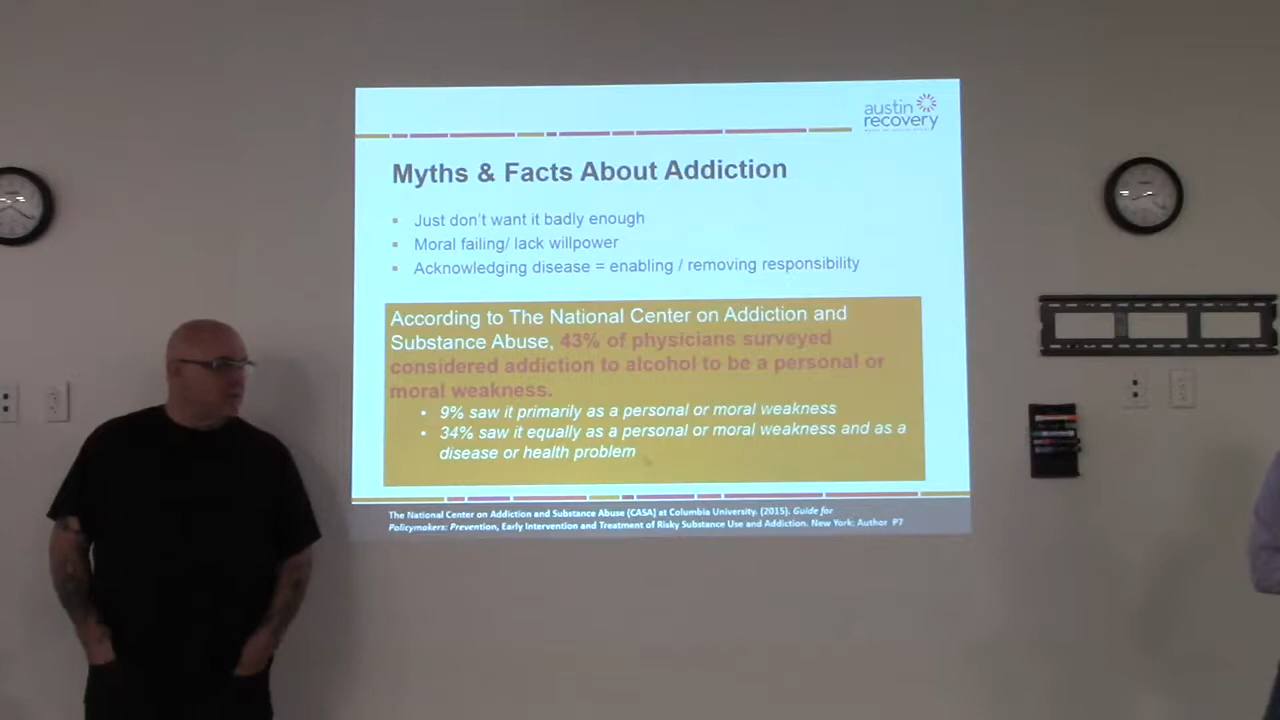 austin
recovery
Myths & Facts About Addiction
▪ Just don't want it badly enough
▪ Moral failing/ lack willpower
▪ Acknowledging disease = enabling / removing responsibility
According to The National Center on Addiction and
Substance Abuse, 43% of physicians surveyed
considered addiction to alcohol to be a personal or
moral weakness.
• 9% saw it primarily as a personal or moral weakness
• 34% saw it equally as a personal or moral weakness and as a
disease or health problem
The National Center on Addiction and Substance Abuse (CASA) at Columbia University. (2015). Guide for
Policymakers: Prevention, Early Intervention and Treatment of Risky Substance Use and Addiction. New York: Author P7